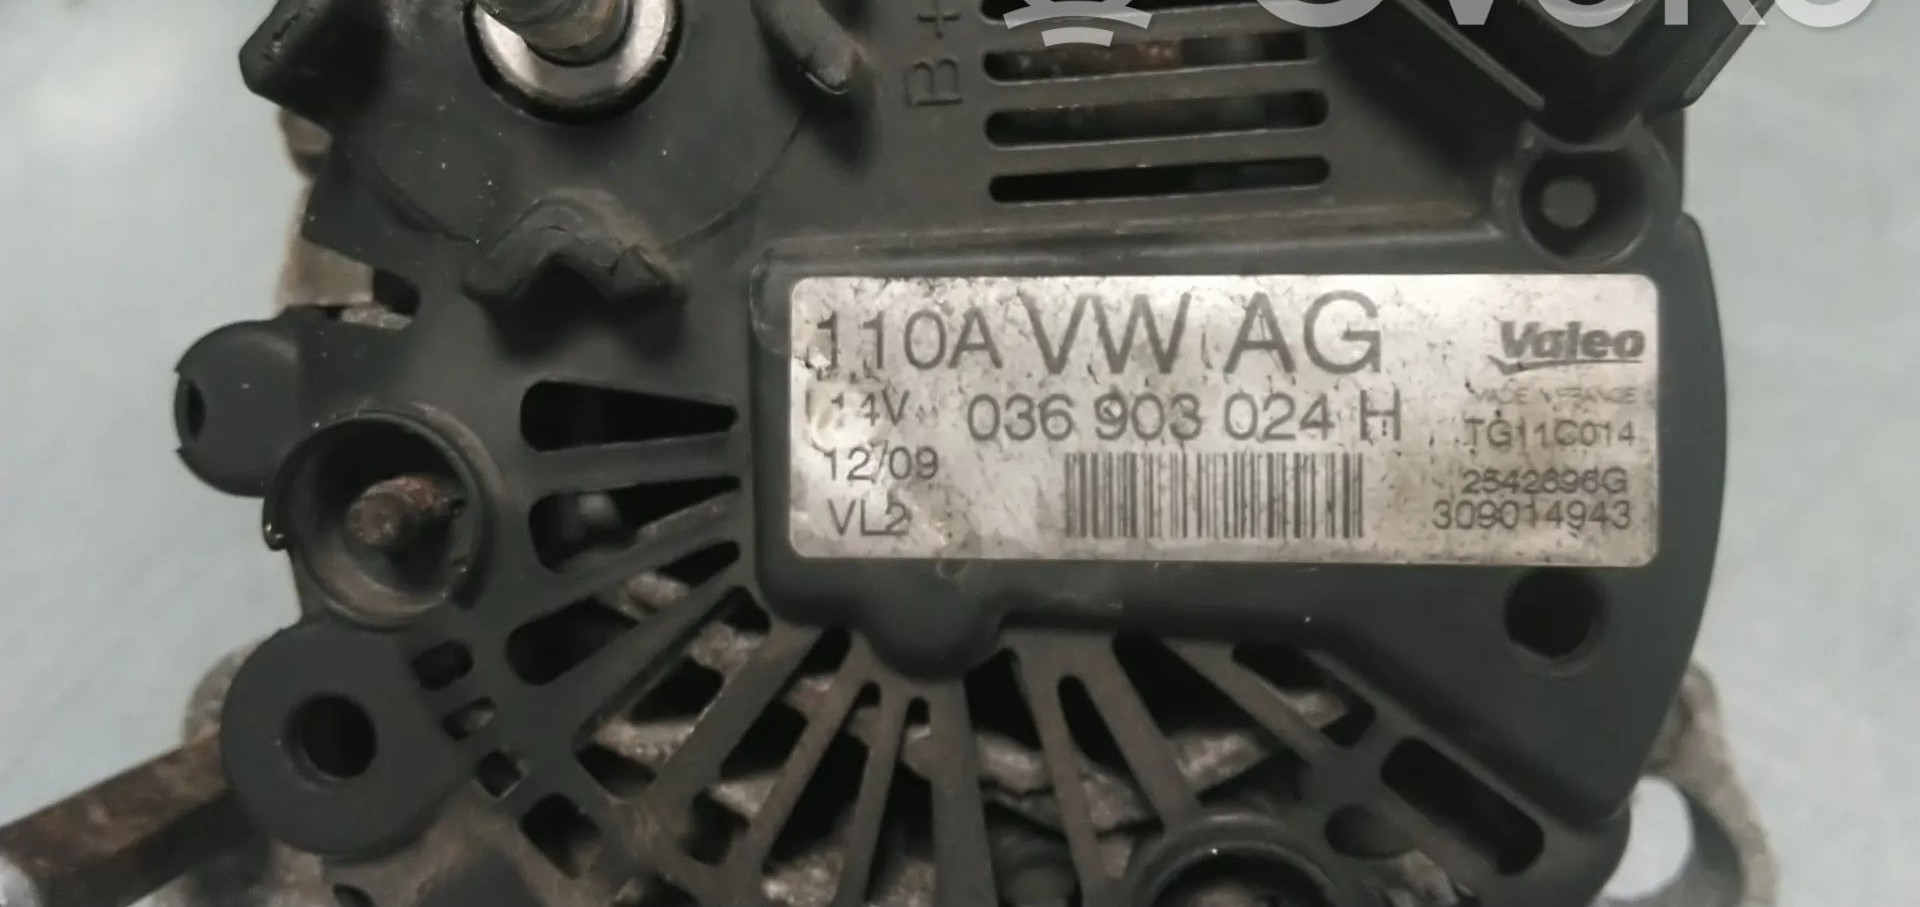 B+
110A VW AG
Valeo
MADE IN FRANCE
14V 036 903 024 H
TG11C014
12/09
2542696G
VL2
309014943